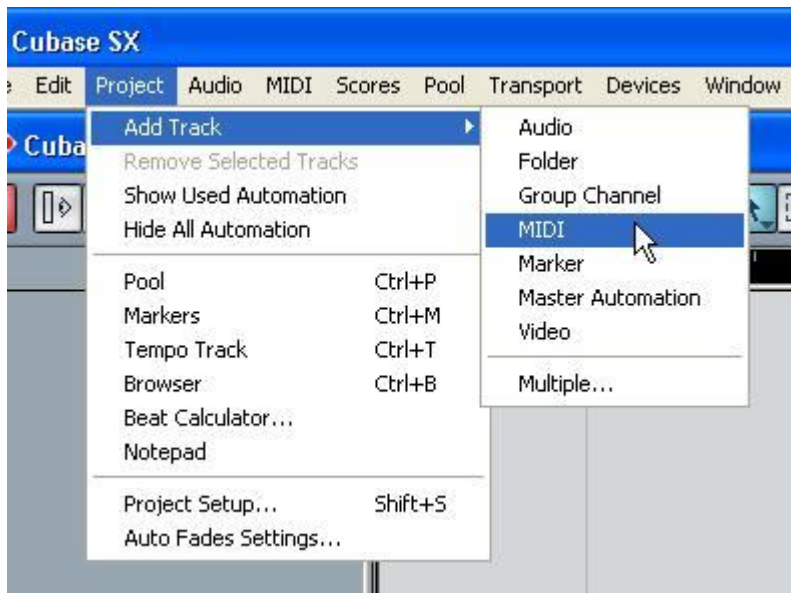 Cubase SX
e Edit Project Audio MIDI Scores Pool Transport Devices Window
Cuba
Add Track
Remove Selected Tracks
Show Used Automation
Hide All Automation
Pool Ctrl+P
Markers Ctrl+M
Tempo Track Ctrl+T
Browser Ctrl+B
Beat Calculator...
Notepad
Project Setup... Shift+S
Auto Fades Settings...
Audio
Folder
Group Channel
MIDI
Marker
Master Automation
Video
Multiple...